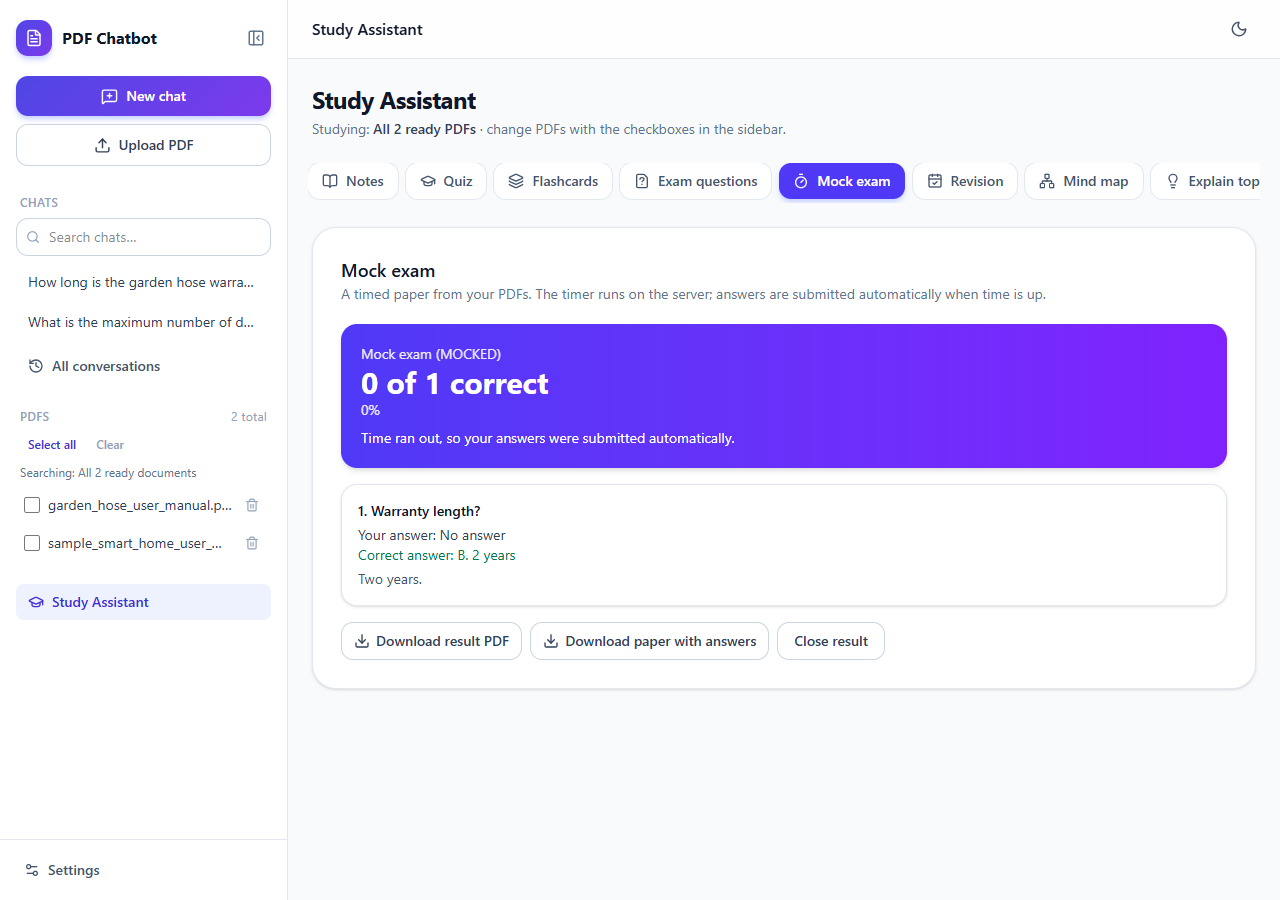 PDF Chatbot
New chat
Upload PDF
CHATS
Search chats...
How long is the garden hose warra...
What is the maximum number of d...
All conversations
PDFS
2 total
Select all
Clear
Searching: All 2 ready documents
garden_hose_user_manual.p...
sample_smart_home_user_...
Study Assistant
Settings
Study Assistant
Study Assistant
Studying: All 2 ready PDFs · change PDFs with the checkboxes in the sidebar.
Notes
Quiz
Flashcards
Exam questions
Mock exam
Revision
Mind map
Explain top
Mock exam
A timed paper from your PDFs. The timer runs on the server; answers are submitted automatically when time is up.
Mock exam (MOCKED)
0 of 1 correct
0%
Time ran out, so your answers were submitted automatically.
1. Warranty length?
Your answer: No answer
Correct answer: B. 2 years
Two years.
Download result PDF
Download paper with answers
Close result